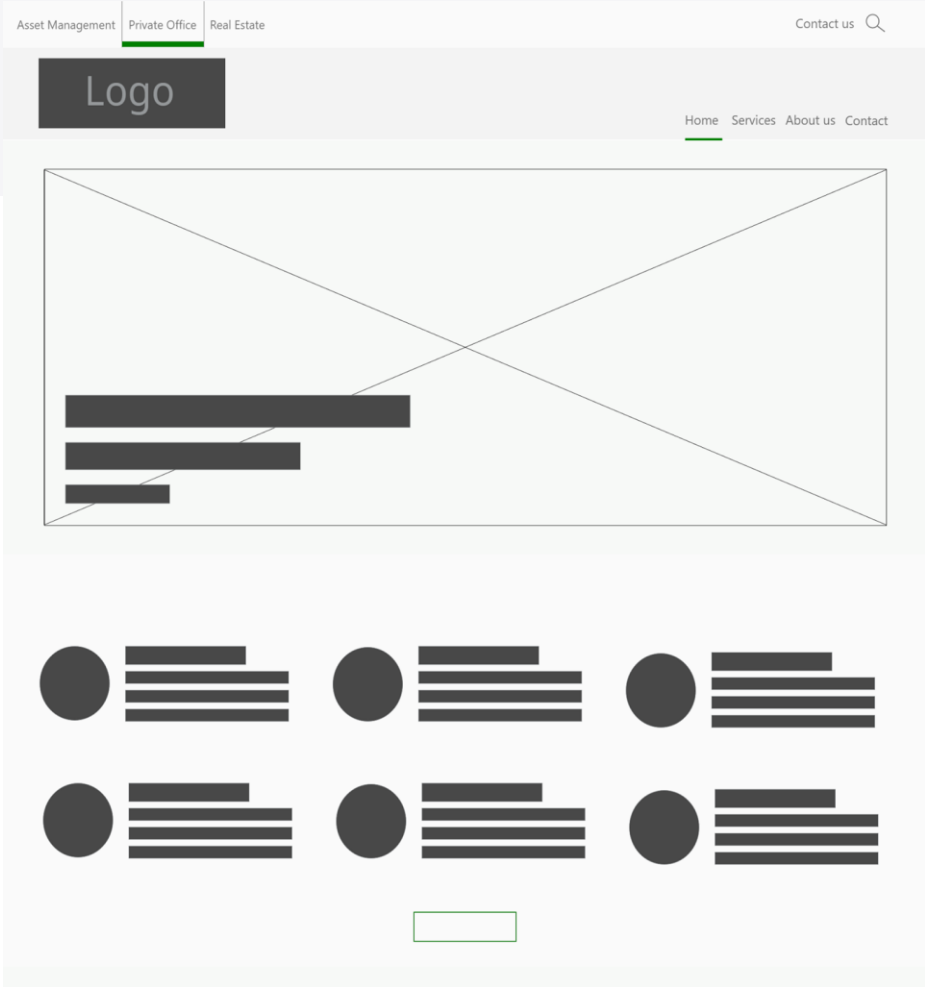 Asset Management Private Office Real Estate Contact us
Logo
Home Services About us Contact